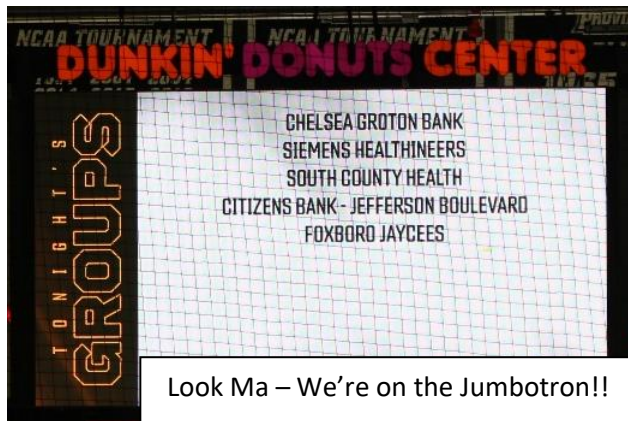 NCAA TOURNAMENT NCAA TOURNAMENT
DUNKIN' DONUTS CENTER
TONIGHT'S
GROUPS
CHELSEA GROTON BANK
SIEMENS HEALTHINEERS
SOUTH COUNTY HEALTH
CITIZENS BANK - JEFFERSON BOULEVARD
FOXBORO JAYCEES
Look Ma – We're on the Jumbotron!!